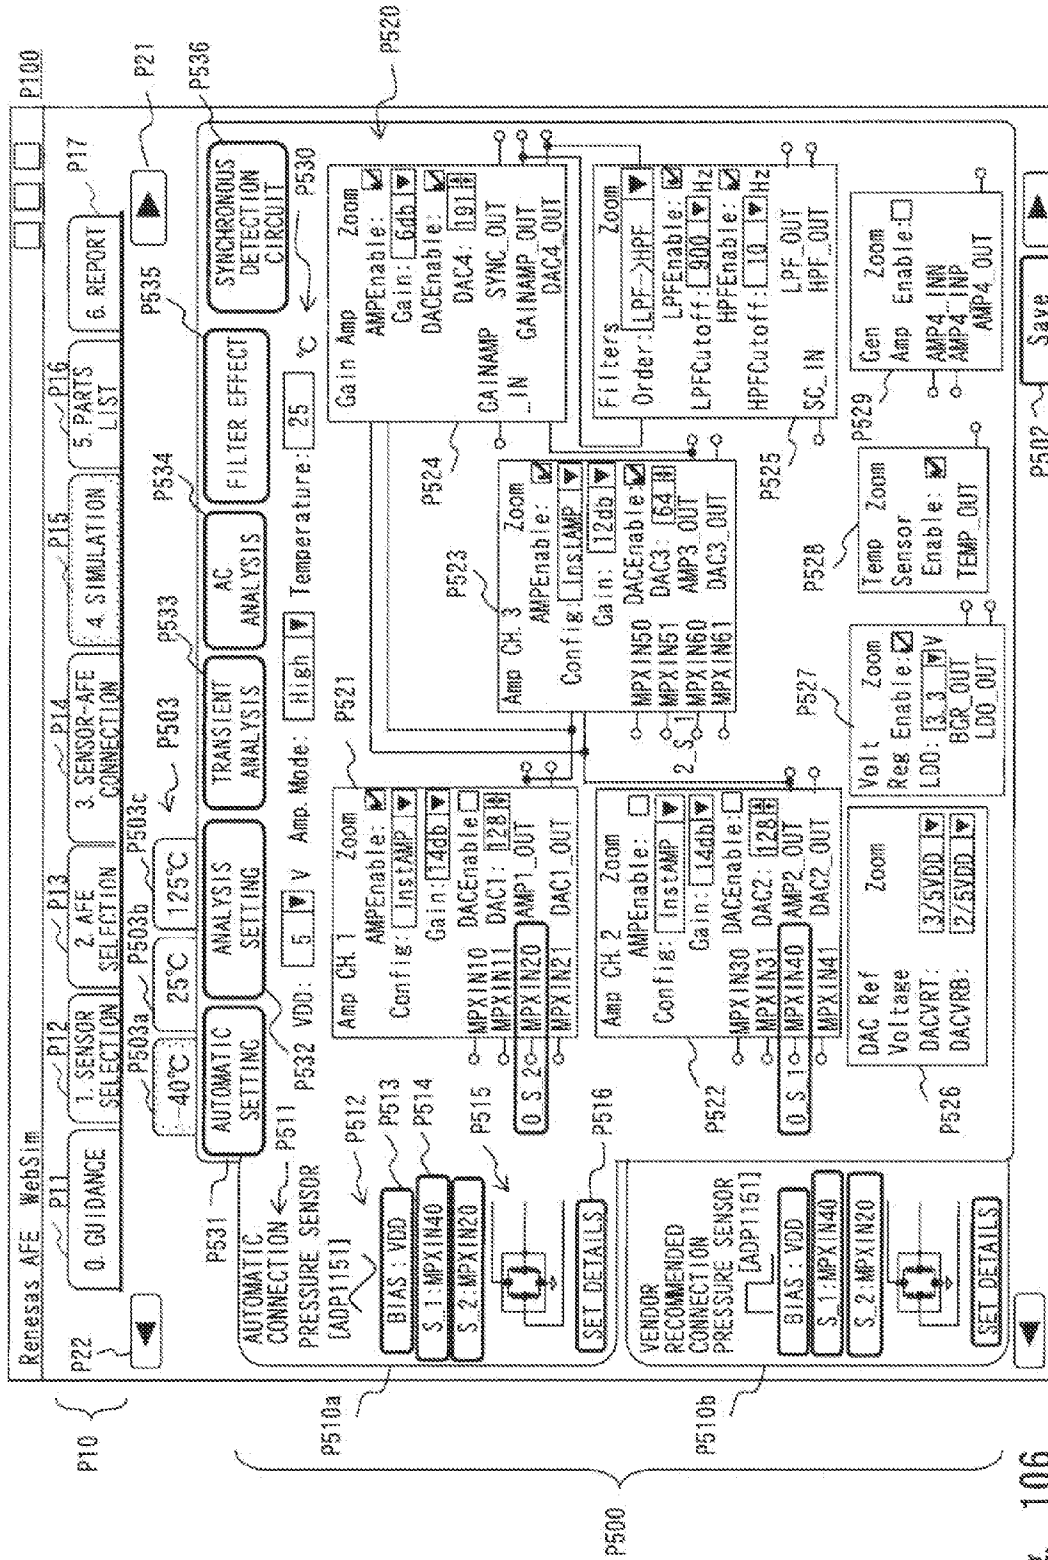 Renesas AFE WebSim
P100
P10
P22
P11
P12
P13
P14
P15
P16
P17
P21
0. GUIDANCE
1. SENSOR
SELECTION
2. AFE
SELECTION
3. SENSOR-AFE
CONNECTION
4. SIMULATION
5. PARTS
LIST
6. REPORT
P503a
P503b
P503c
P503
-40℃
25℃
125℃
P531
P532
P533
P534
P535
P536
AUTOMATIC
SETTING
ANALYSIS
SETTING
TRANSIENT
ANALYSIS
AC
ANALYSIS
FILTER EFFECT
SYNCHRONOUS
DETECTION
CIRCUIT
VDD: 5 V Amp. Mode: High Temperature: 25 ℃
P530
P520
P500
P510a
AUTOMATIC
CONNECTION
P511
PRESSURE SENSOR
[ADP1151]
P512
BIAS:VDD
P513
S_1:MPXIN40
P514
S_2:MPXIN20
P515
SET DETAILS
P516
P510b
VENDOR
RECOMMENDED
CONNECTION
PRESSURE SENSOR
[ADP1151]
BIAS:VDD
S_1:MPXIN40
S_2:MPXIN20
SET DETAILS
P521
Amp CH. 1 Zoom
AMPEnable:
Config: InstAMP
Gain: 14db
MPXIN10 DACEnable:
MPXIN11 DAC1: 128
O S_2 MPXIN20 AMP1_OUT
MPXIN21 DAC1_OUT
P522
Amp CH. 2 Zoom
AMPEnable:
Config: InstAMP
Gain: 14db
MPXIN30 DACEnable:
MPXIN31 DAC2: 128
O S_1 MPXIN40 AMP2_OUT
MPXIN41 DAC2_OUT
P523
Amp CH. 3 Zoom
AMPEnable:
Config: InstAMP
Gain: 12db
MPXIN50 DACEnable:
MPXIN51 DAC3: 64
MPXIN60 AMP3_OUT
2_S_1
MPXIN61 DAC3_OUT
P524
Gain Amp Zoom
AMPEnable:
Gain: 6db
DACEnable:
DAC4: 191
GAINAMP
_IN
SYNC_OUT
GAINAMP_OUT
DAC4_OUT
P525
Filters Zoom
Order: LPF->HPF
LPFEnable:
LPFCutoff: 900 Hz
HPFEnable:
HPFCutoff: 10 Hz
SC_IN
LPF_OUT
HPF_OUT
P526
DAC Ref
Voltage
Zoom
DACVRT: 3/5VDD
DACVRB: 2/5VDD
P527
Volt Zoom
Reg Enable:
LDO: 3.3 V
BGR_OUT
LDO_OUT
P528
Temp Zoom
Sensor
Enable:
TEMP_OUT
P529
Gen Zoom
Amp Enable:
AMP4_INN
AMP4_INP
AMP4_OUT
P502
Save
106